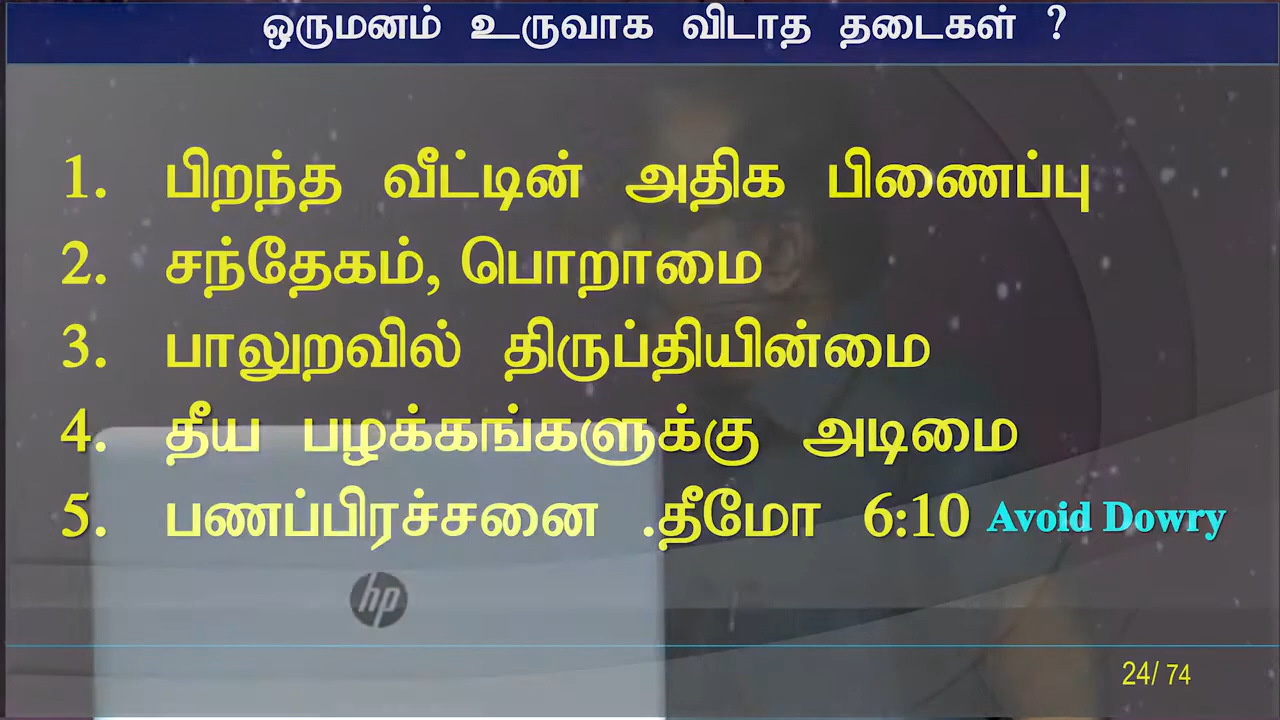 ஒருமனம் உருவாக விடாத தடைகள் ?
1. பிறந்த வீட்டின் அதிக பிணைப்பு
2. சந்தேகம், பொறாமை
3. பாலுறவில் திருப்தியின்மை
4. தீய பழக்கங்களுக்கு அடிமை
5. பணப்பிரச்சனை .தீமோ 6:10 Avoid Dowry
hp
24/ 74